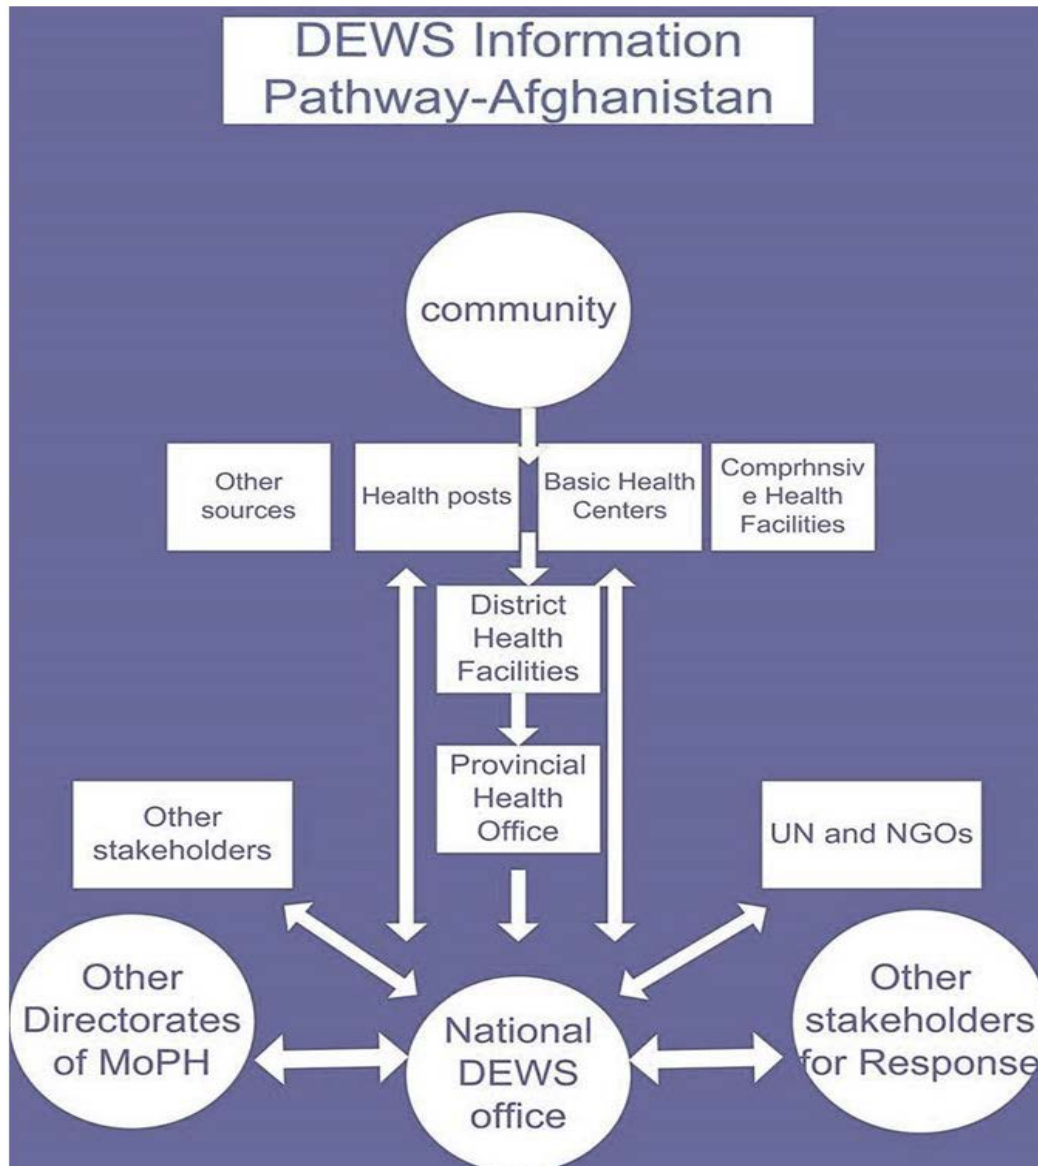 DEWS Information
Pathway-Afghanistan
community
Other
sources
Health posts
Basic Health
Centers
Comprhnsiv
e Health
Facilities
District
Health
Facilities
Provincial
Health
Office
Other
stakeholders
UN and NGOs
Other
Directorates
of MoPH
National
DEWS
office
Other
stakeholders
for Response